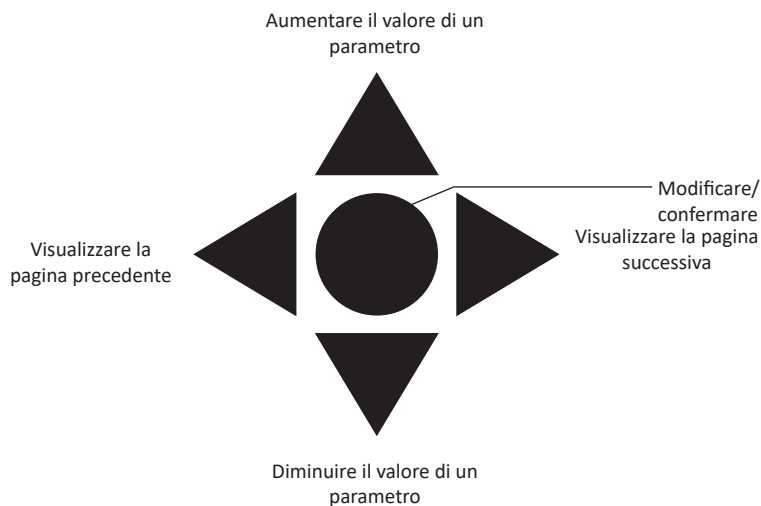 Aumentare il valore di un
parametro
Modificare/
confermare
Visualizzare la
pagina precedente
Visualizzare la pagina
successiva
Diminuire il valore di un
parametro